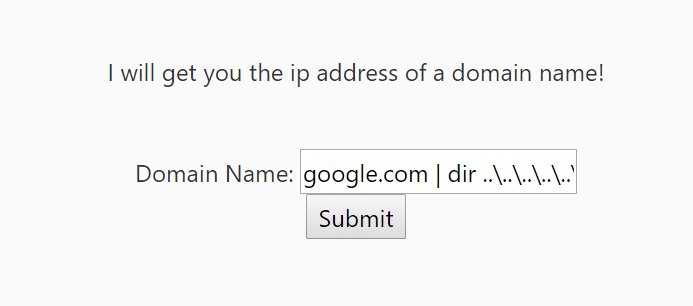 I will get you the ip address of a domain name!
Domain Name: google.com | dir ..\..\..\..\..\
Submit